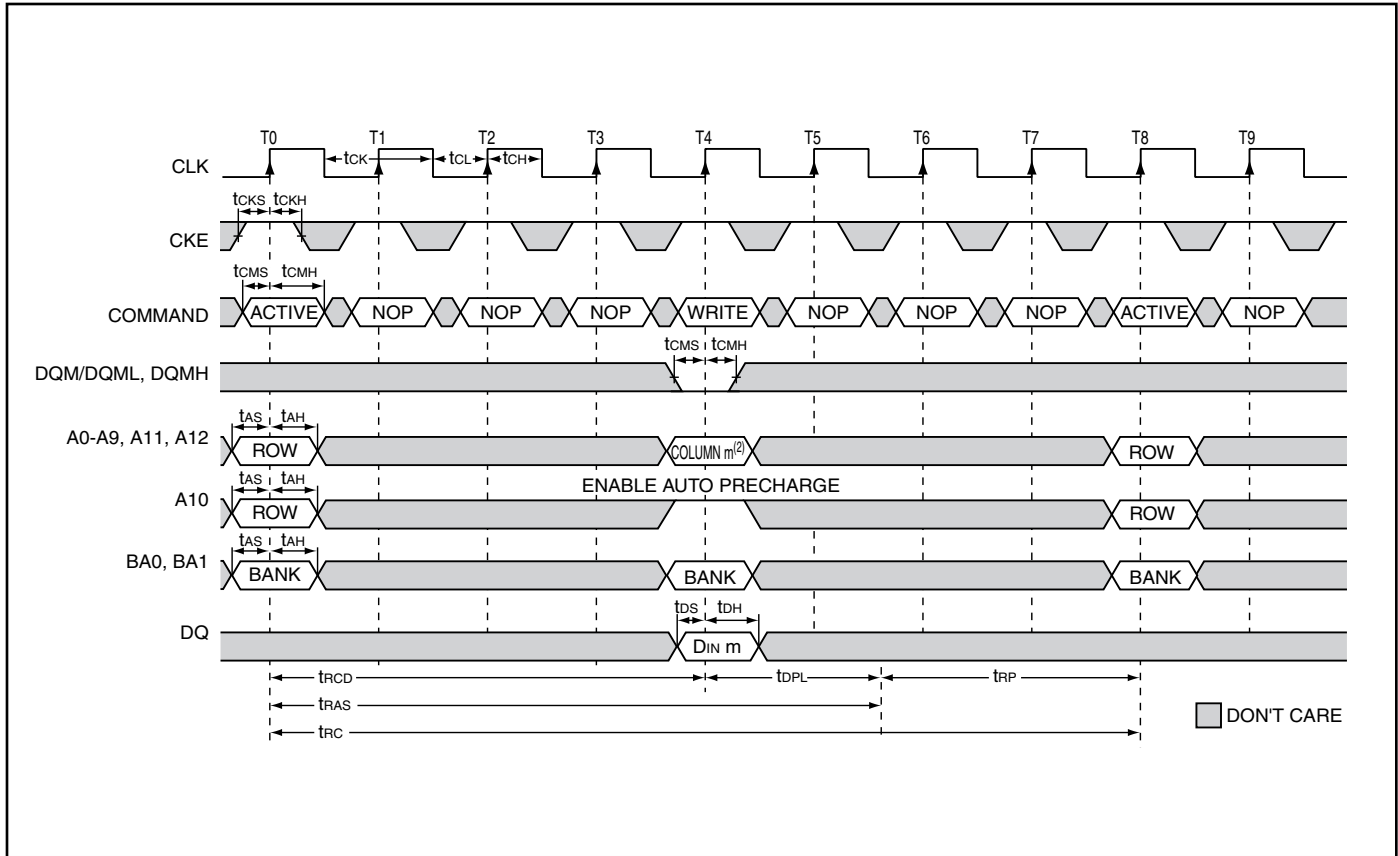 T0 T1 T2 T3 T4 T5 T6 T7 T8 T9
CLK tCK tCL tCH
tCKS tCKH
CKE
tCMS tCMH
COMMAND ACTIVE NOP NOP NOP WRITE NOP NOP NOP ACTIVE NOP
tCMS tCMH
DQM/DQML, DQMH
tAS tAH
A0-A9, A11, A12 ROW COLUMN m(2) ROW
tAS tAH ENABLE AUTO PRECHARGE
A10 ROW ROW
tAS tAH
BA0, BA1 BANK BANK BANK
tDS tDH
DQ DIN m
tRCD tDPL tRP
tRAS DON'T CARE
tRC